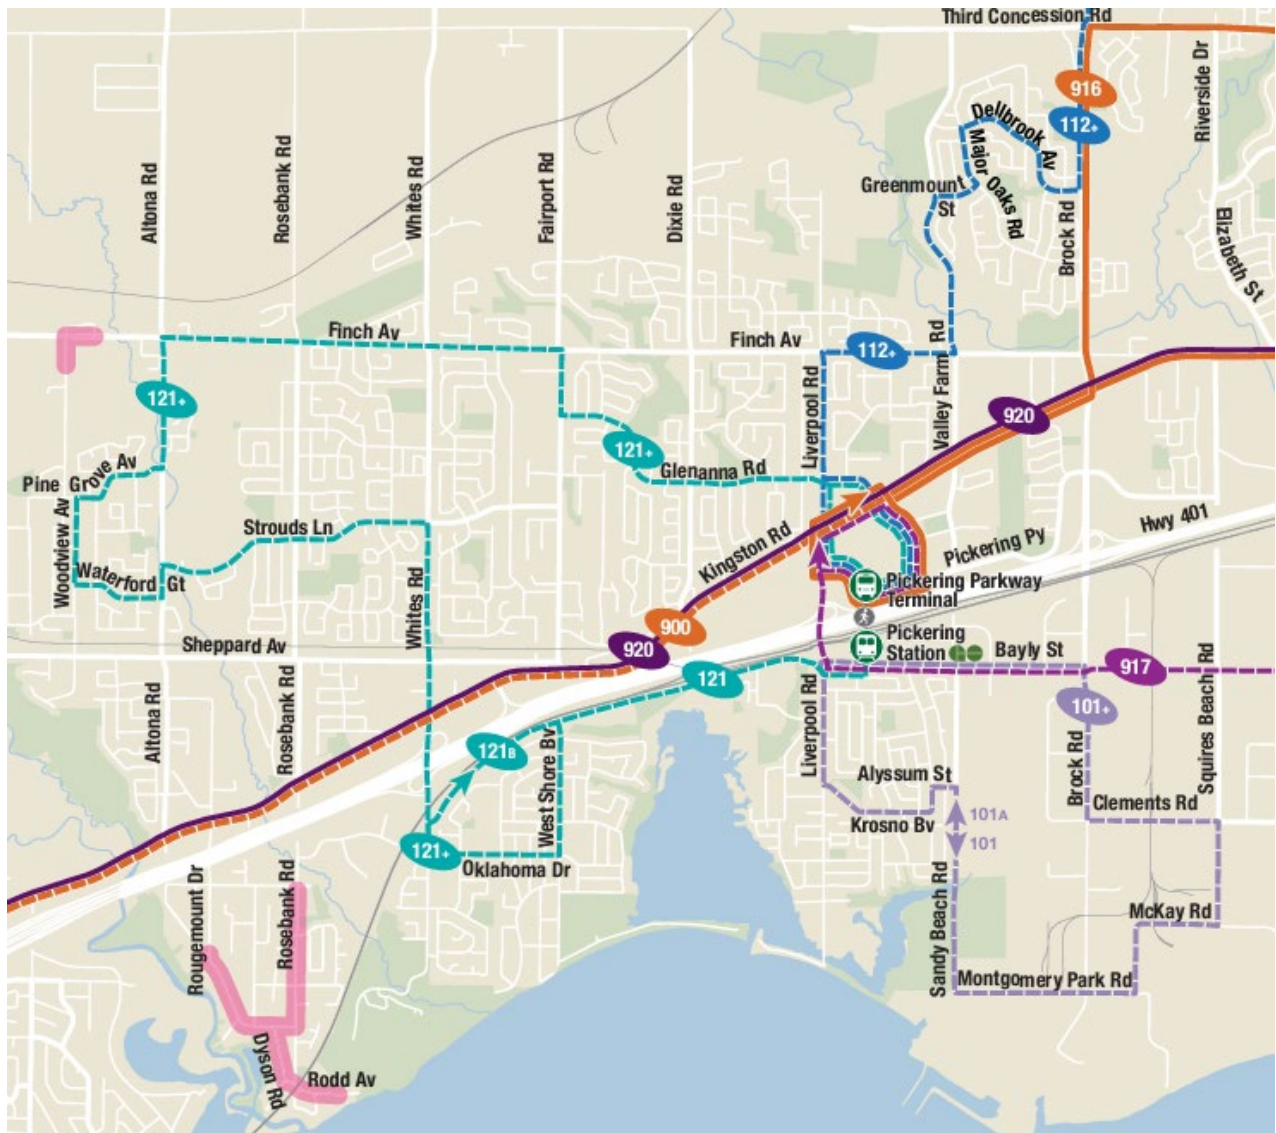 Third Concession Rd
916
112+
Dellbrook Av
Major Oaks Rd
Riverside Dr
Altona Rd
Rosebank Rd
Whites Rd
Fairport Rd
Dixie Rd
Greenmount
St
Brock Rd
Elizabeth St
Finch Av
Finch Av
112+
Valley Farm Rd
Liverpool Rd
121+
920
121+
Glenanna Rd
Pine Grove Av
Woodview Av
Strouds Ln
Waterford Gt
Kingston Rd
Hwy 401
Pickering Py
Pickering Parkway
Terminal
Whites Rd
900
920
Sheppard Av
Pickering
Station
Bayly St
917
121
101+
Altona Rd
Rosebank Rd
Liverpool Rd
Squires Beach Rd
121B
West Shore Bv
Alyssum St
Brock Rd
Clements Rd
Krosno Bv
101A
101
121+
Oklahoma Dr
Rougemount Dr
Rosebank Rd
Sandy Beach Rd
McKay Rd
Montgomery Park Rd
Dyson Rd
Rodd Av